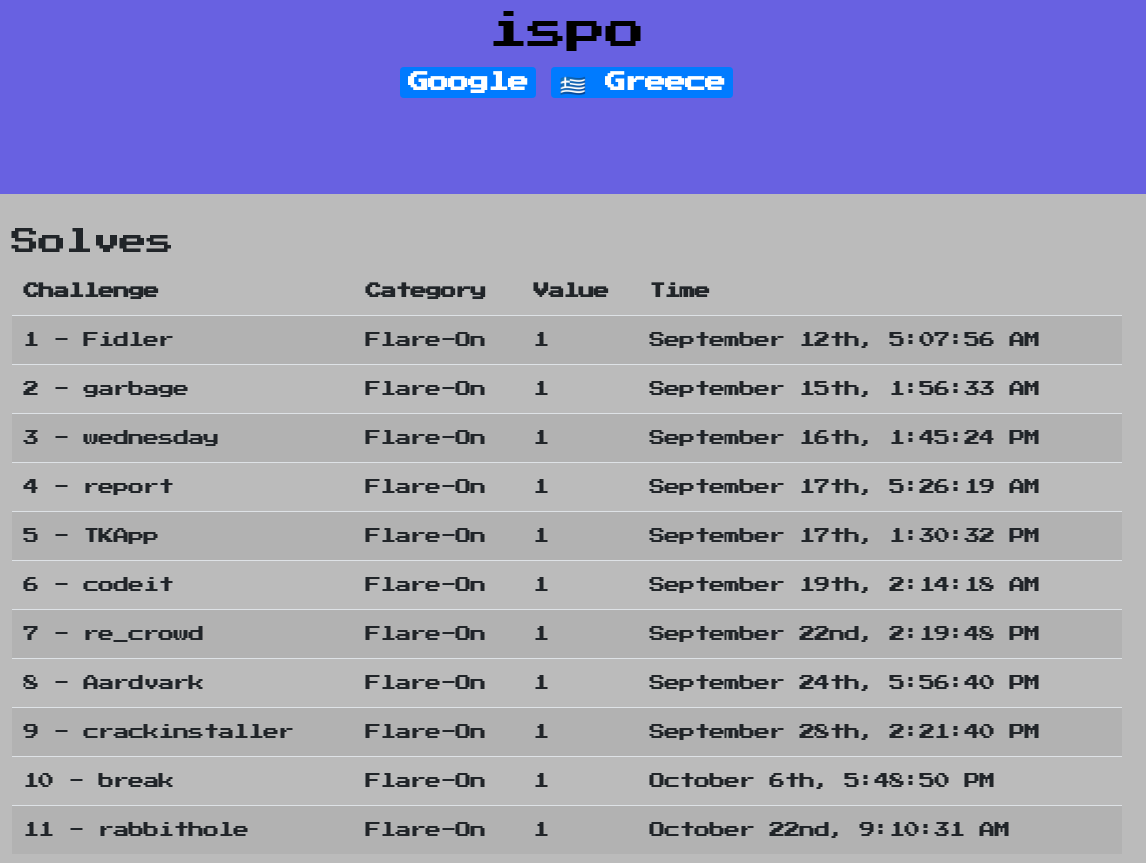 ispo
Google Greece
Solves
Challenge Category Value Time
1 - Fidler Flare-On 1 September 12th, 5:07:56 AM
2 - garbage Flare-On 1 September 15th, 1:56:33 AM
3 - wednesday Flare-On 1 September 16th, 1:45:24 PM
4 - report Flare-On 1 September 17th, 5:26:19 AM
5 - TKApp Flare-On 1 September 17th, 1:30:32 PM
6 - codeit Flare-On 1 September 19th, 2:14:18 AM
7 - re_crowd Flare-On 1 September 22nd, 2:19:48 PM
8 - Aardvark Flare-On 1 September 24th, 5:56:40 PM
9 - crackinstaller Flare-On 1 September 28th, 2:21:40 PM
10 - break Flare-On 1 October 6th, 5:48:50 PM
11 - rabbithole Flare-On 1 October 22nd, 9:10:31 AM